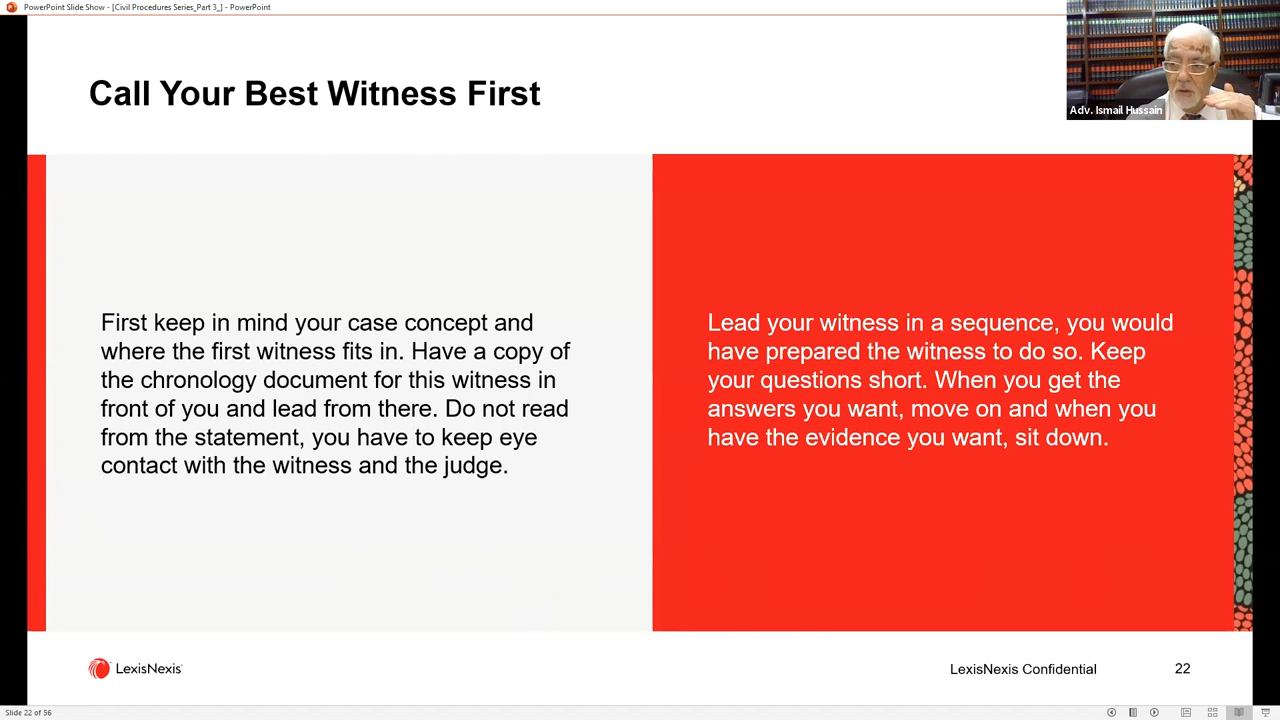 PowerPoint Slide Show - [Civil Procedures Series_Part 3_] - PowerPoint
Call Your Best Witness First
Adv. Ismail Hussain
First keep in mind your case concept and
where the first witness fits in. Have a copy of
the chronology document for this witness in
front of you and lead from there. Do not read
from the statement, you have to keep eye
contact with the witness and the judge.
Lead your witness in a sequence, you would
have prepared the witness to do so. Keep
your questions short. When you get the
answers you want, move on and when you
have the evidence you want, sit down.
LexisNexis
LexisNexis Confidential
22
Slide 22 of 56